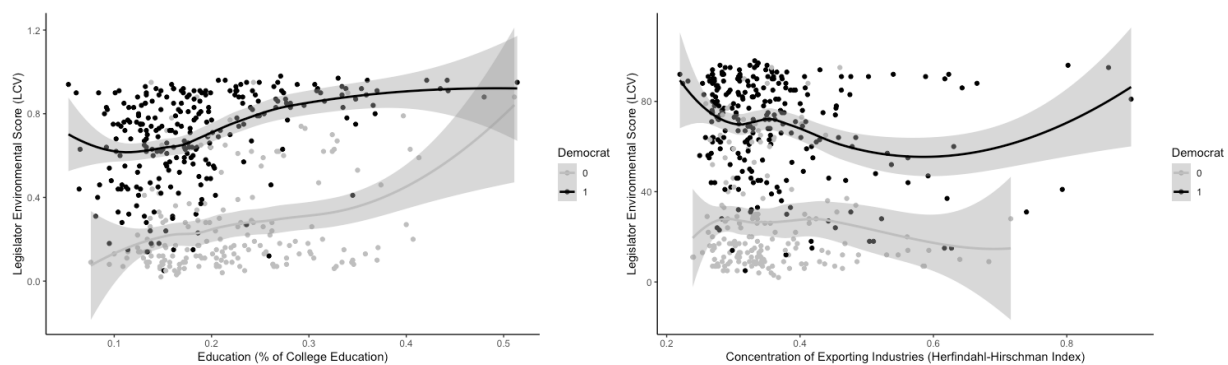 1.2
0.8
0.4
0.0
Legislator Environmental Score (LCV)
0.1 0.2 0.3 0.4 0.5
Education (% of College Education)
Democrat
0
1
80
40
0
Legislator Environmental Score (LCV)
0.2 0.4 0.6 0.8
Concentration of Exporting Industries (Herfindahl-Hirschman Index)
Democrat
0
1